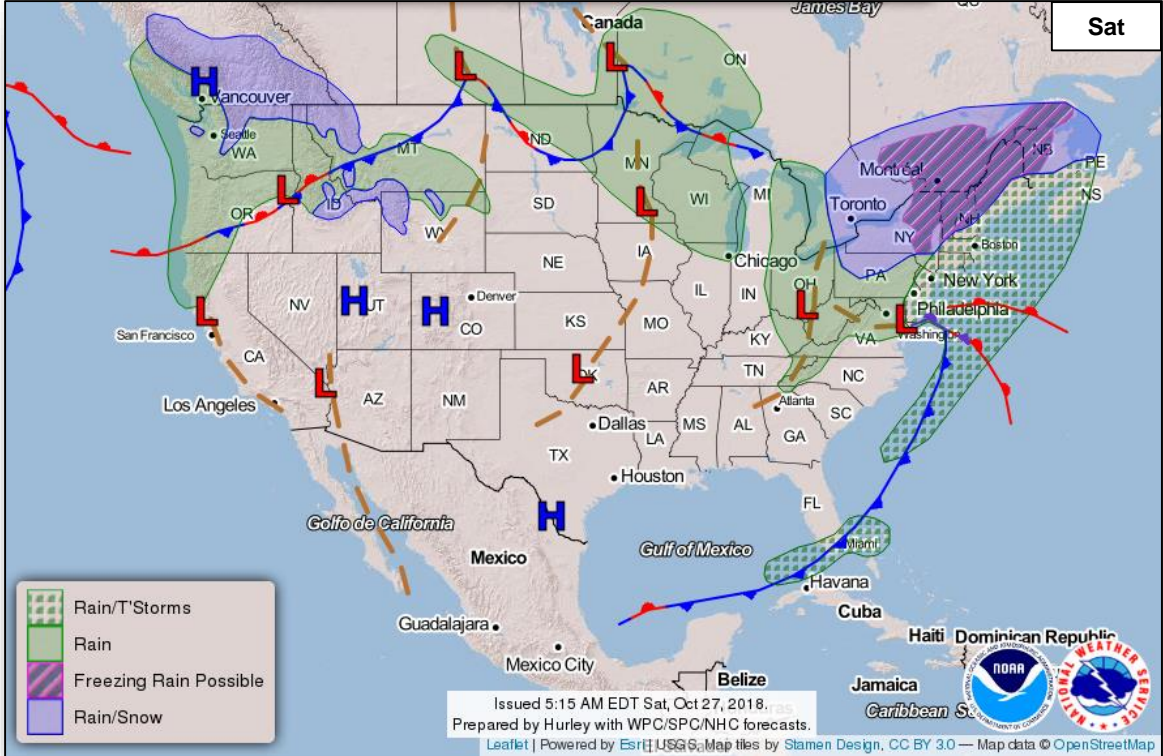 Sat
James Bay
QU
Canada
ON
H
L
L
Vancouver
Seattle
WA
MT
ND
MN
Montréal
NB
PE
L
OR
ID
SD
L
WI
MI
Toronto
NS
WY
NY
NH
Boston
IA
Chicago
NE
PA
New York
H
H
NV
UT
Denver
CO
IL
IN
OH
L
Philadelphia
L
San Francisco
L
KS
MO
VA
Washington
KY
CA
L
L
OK
TN
NC
Los Angeles
AZ
NM
AR
Atlanta
SC
Dallas
LA
MS
AL
GA
TX
Houston
FL
H
Golfo de California
Mexico
Gulf of Mexico
Miami
Havana
Cuba
Guadalajara
Haiti
Dominican Republic
Mexico City
Belize
Jamaica
Caribbean S
Rain/T'Storms
Rain
Freezing Rain Possible
Rain/Snow
NOAA
NATIONAL WEATHER SERVICE
Issued 5:15 AM EDT Sat, Oct 27, 2018.
Prepared by Hurley with WPC/SPC/NHC forecasts.
Leaflet | Powered by Esri | USGS, Map tiles by Stamen Design, CC BY 3.0 — Map data © OpenStreetMap